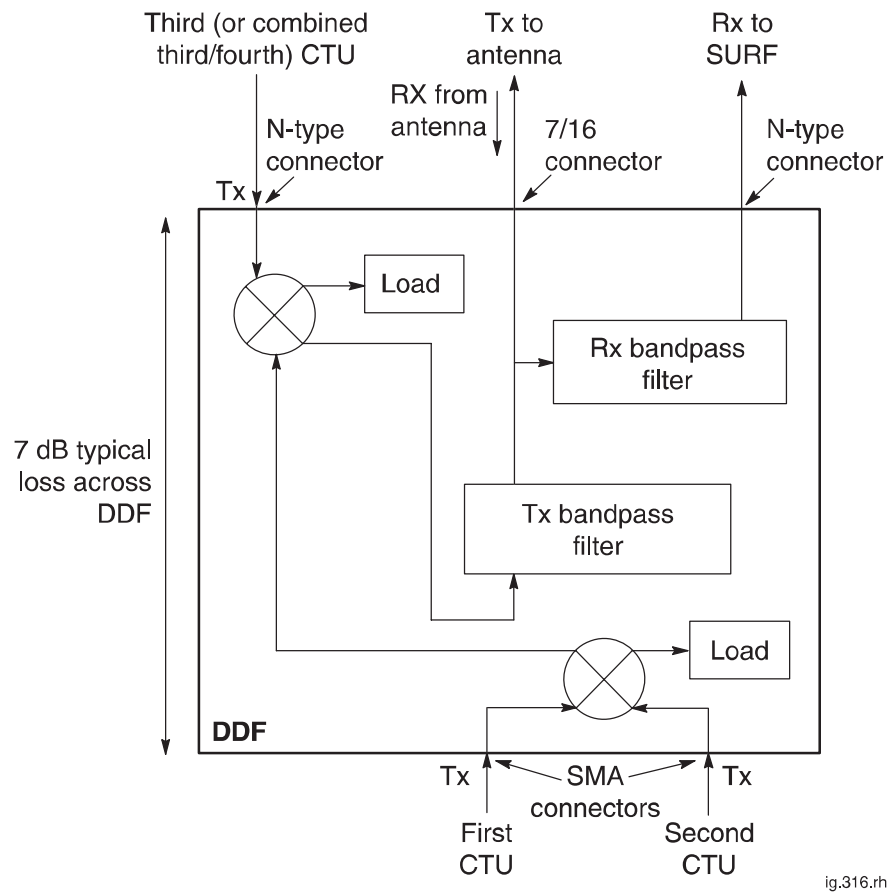 Third (or combined
third/fourth) CTU
Tx to
antenna
Rx to
SURF
RX from
antenna
N-type
connector
7/16
connector
N-type
connector
Tx
Load
Rx bandpass
filter
7 dB typical
loss across
DDF
Tx bandpass
filter
Load
DDF
Tx
SMA
connectors
Tx
First
CTU
Second
CTU
ig.316.rh